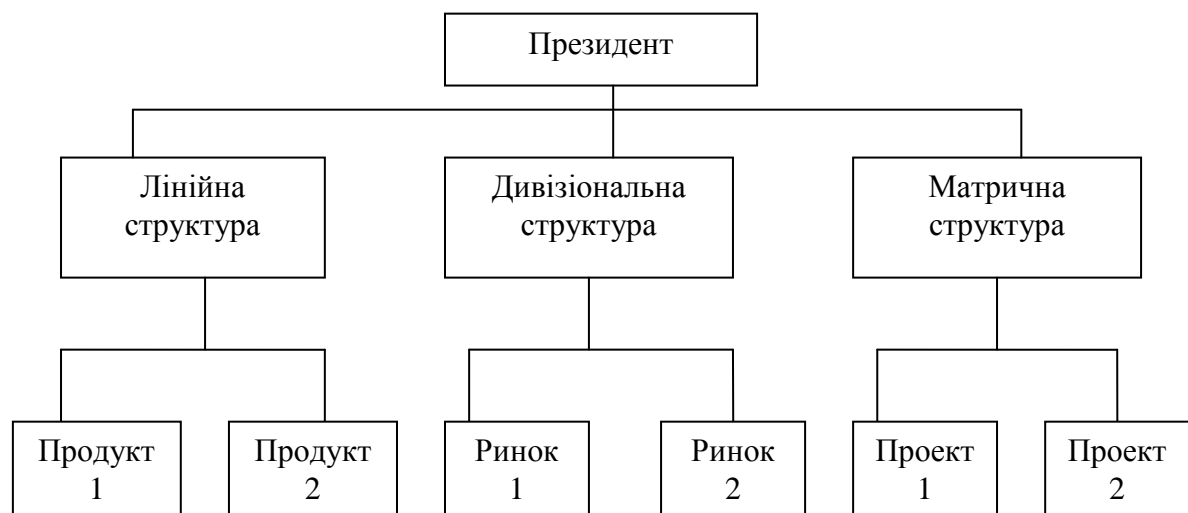 Президент
Лінійна
структура
Дивізіональна
структура
Матрична
структура
Продукт
1
Продукт
2
Ринок
1
Ринок
2
Проект
1
Проект
2